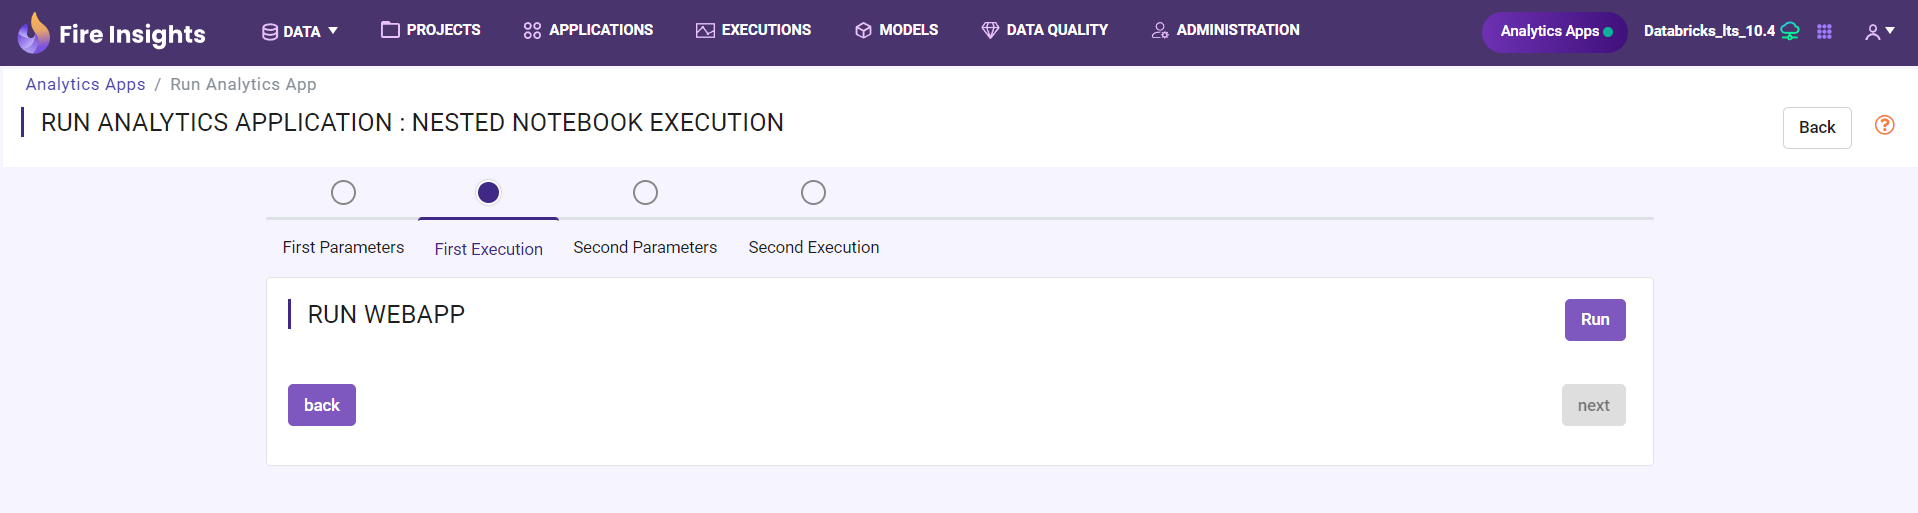 Fire Insights DATA PROJECTS APPLICATIONS EXECUTIONS MODELS DATA QUALITY ADMINISTRATION Analytics Apps Databricks_lts_10.4
Analytics Apps / Run Analytics App
RUN ANALYTICS APPLICATION : NESTED NOTEBOOK EXECUTION Back ?
First Parameters First Execution Second Parameters Second Execution
RUN WEBAPP Run
back next